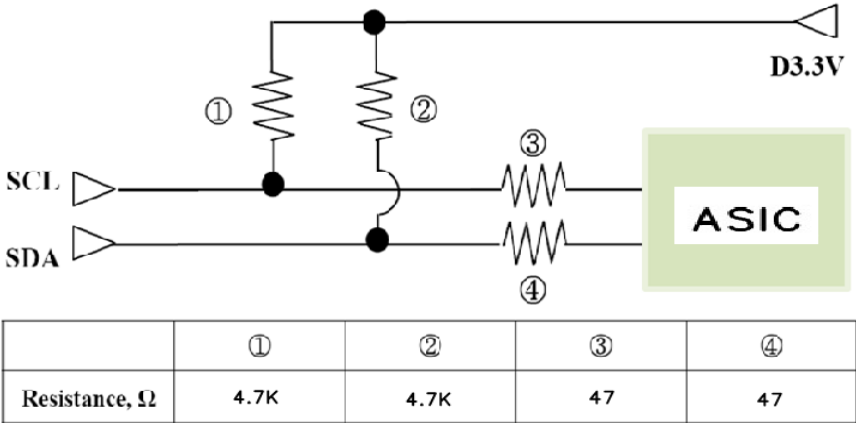 D3.3V
① ②
③
SCL
ASIC
SDA
④
① ② ③ ④
Resistance, Ω 4.7K 4.7K 47 47